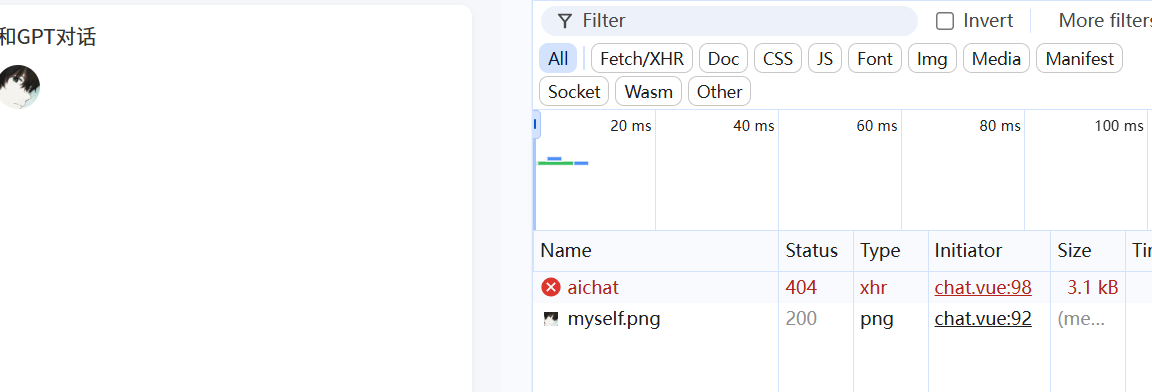 和GPT对话
Filter
Invert
More filters
All
Fetch/XHR
Doc
CSS
JS
Font
Img
Media
Manifest
Socket
Wasm
Other
20 ms
40 ms
60 ms
80 ms
100 ms
Name
Status
Type
Initiator
Size
Tir
aichat
404
xhr
chat.vue:98
3.1 kB
myself.png
200
png
chat.vue:92
(me...